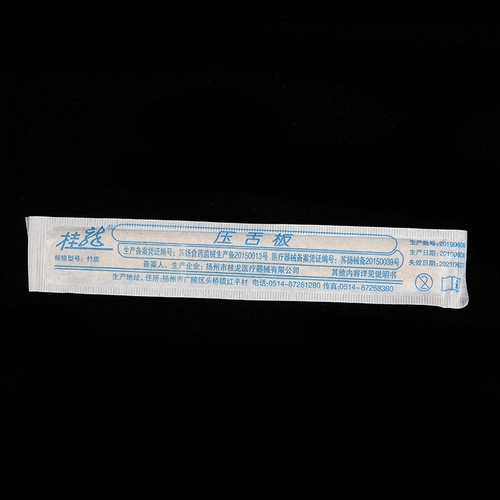 桂龙
压舌板
生产批号:20190608
生产备案凭证编号:苏扬食药监械生产备20150013号 医疗器械备案凭证编号:苏扬械备20150039号
生产日期:20190608
规格型号:竹质
备案人、生产企业:扬州市桂龙医疗器械有限公司
其他内容详见说明书
失效日期:202106
生产地址、住所:扬州市广陵区头桥镇红平村 电话:0514-87261280 传真:0514-87268380